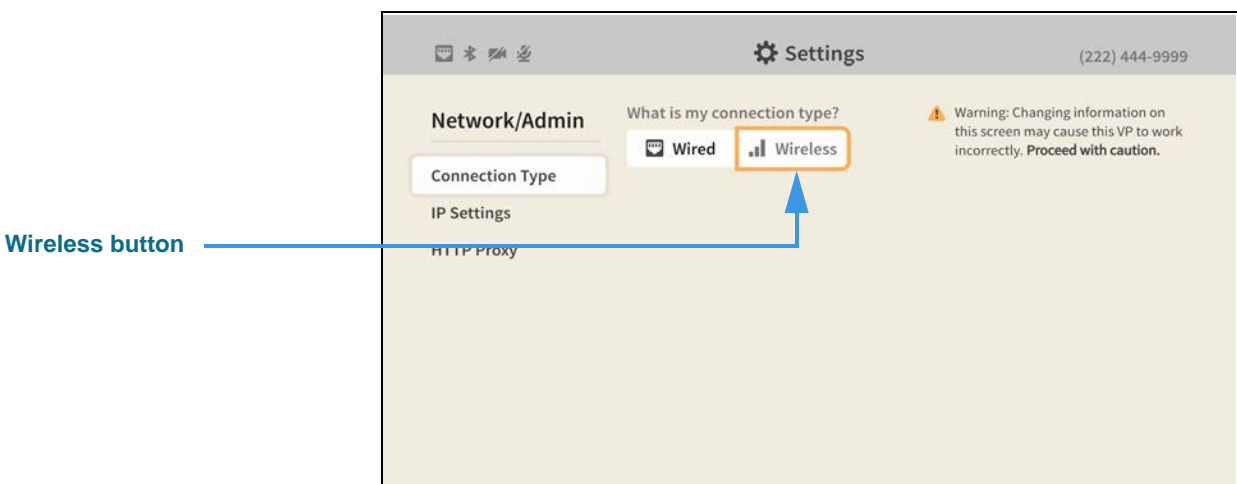 Settings
(222) 444-9999
Network/Admin
Connection Type
IP Settings
HTTP Proxy
What is my connection type?
Wired
Wireless
Warning: Changing information on
this screen may cause this VP to work
incorrectly. Proceed with caution.
Wireless button